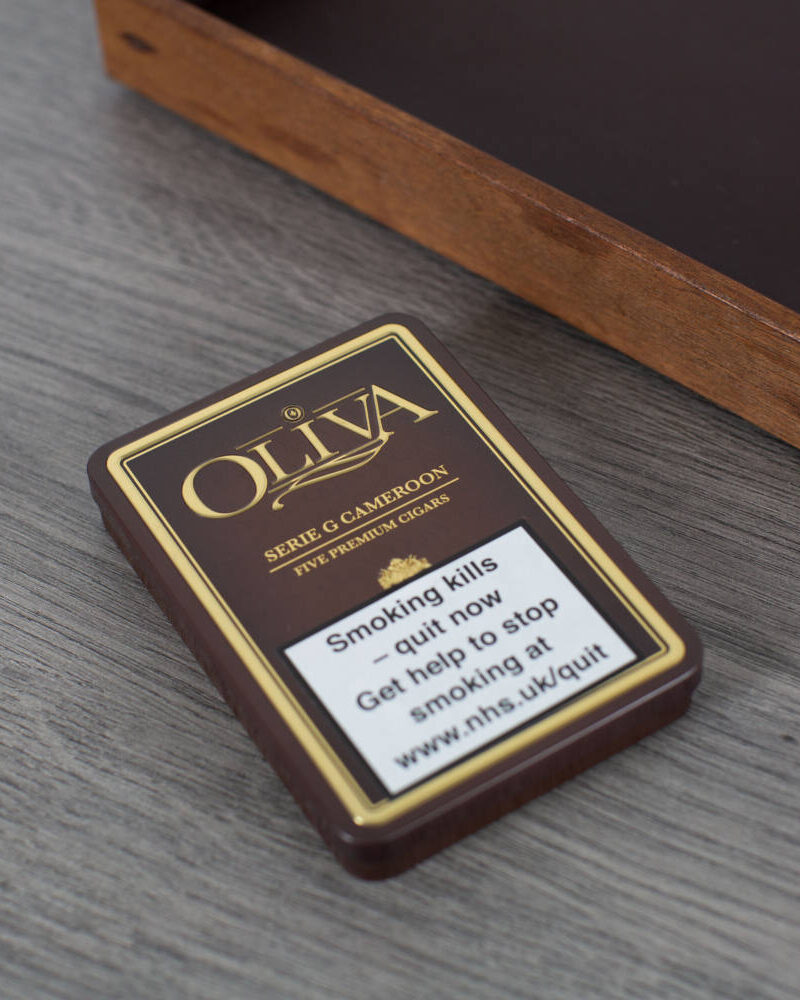 OLIVA
SERIE G CAMEROON
FIVE PREMIUM CIGARS
Smoking kills
– quit now
Get help to stop
smoking at
www.nhs.uk/quit